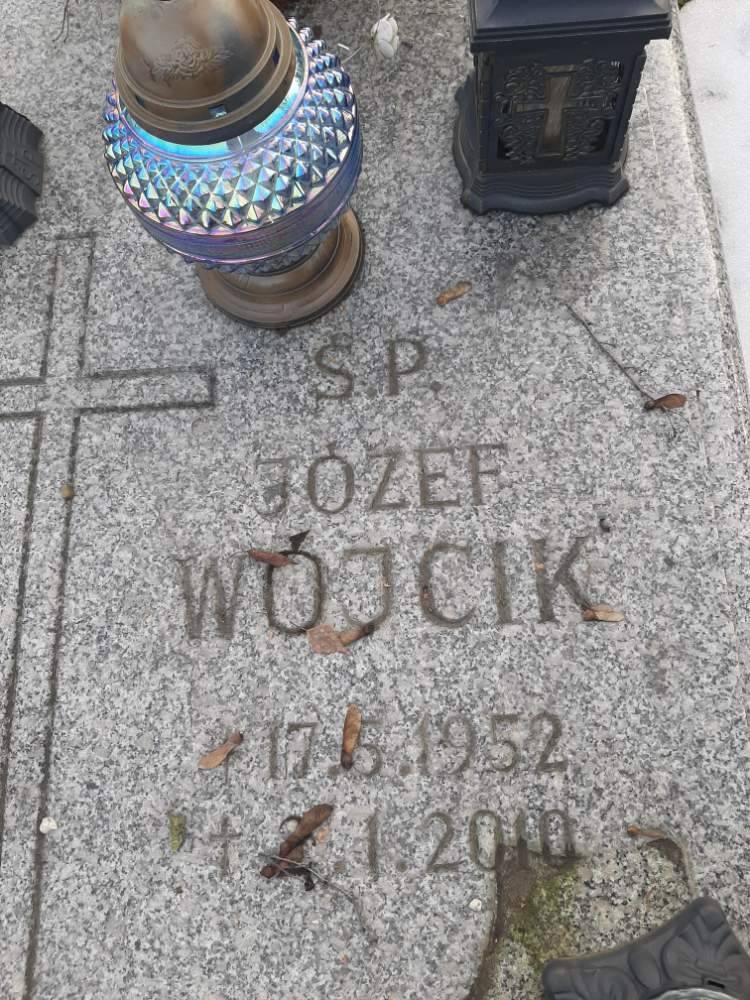 Ś.P.
JÓZEF
WÓJCIK
17.5.1952
† .1.2010